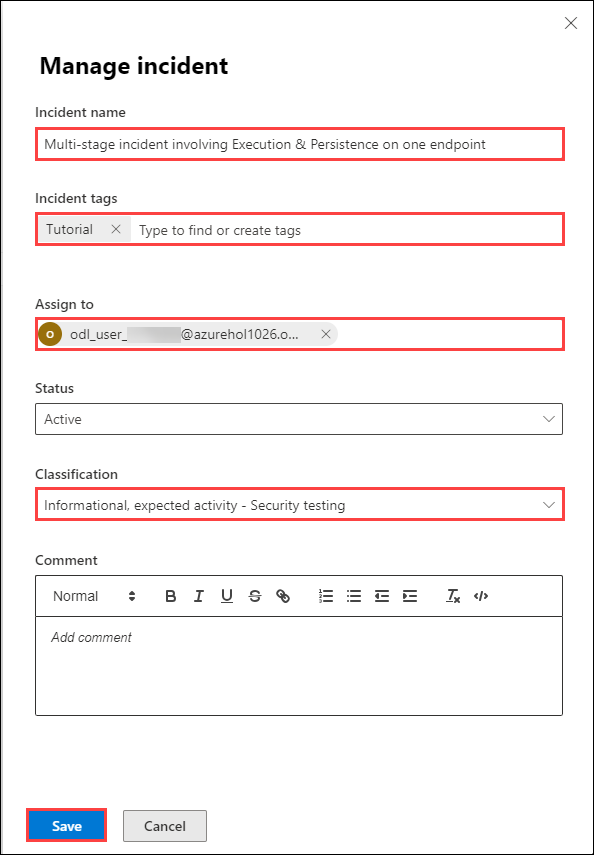 Manage incident
Incident name
Multi-stage incident involving Execution & Persistence on one endpoint
Incident tags
Tutorial
Type to find or create tags
Assign to
O odl_user_ @azurehol1026.o...
Status
Active
Classification
Informational, expected activity - Security testing
Comment
Normal B I U S
Add comment
Save Cancel